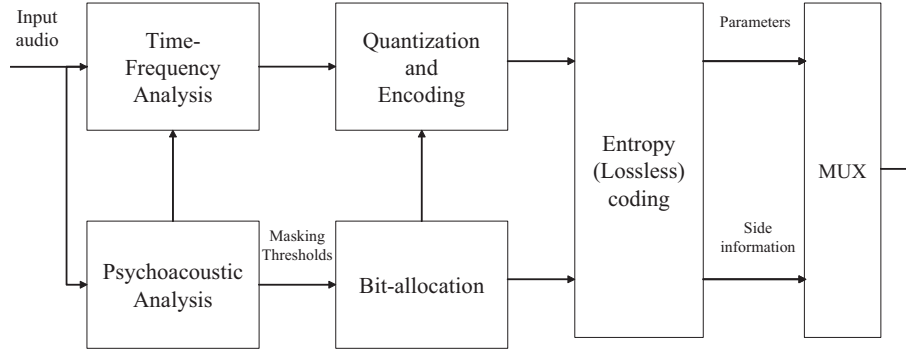 Input
audio
Time-
Frequency
Analysis
Quantization
and
Encoding
Parameters
Entropy
(Lossless)
coding
MUX
Psychoacoustic
Analysis
Masking
Thresholds
Bit-allocation
Side
information